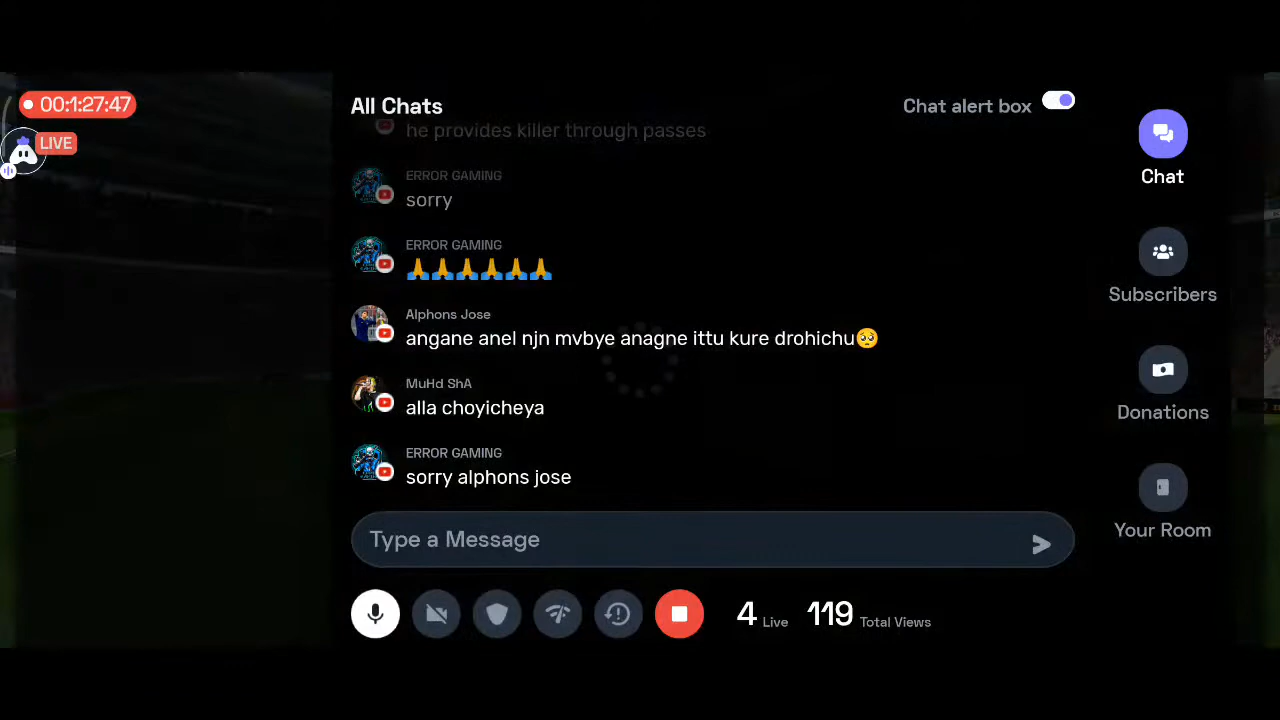 00:1:27:47
LIVE
All Chats
Chat alert box
he provides killer through passes
ERROR GAMING
sorry
ERROR GAMING
🙏🙏🙏🙏🙏🙏
Alphons Jose
angane anel njn mvbye anagne ittu kure drohichu🥺
MuHd ShA
alla choyicheya
ERROR GAMING
sorry alphons jose
Type a Message
4 Live 119 Total Views
Chat
Subscribers
Donations
Your Room